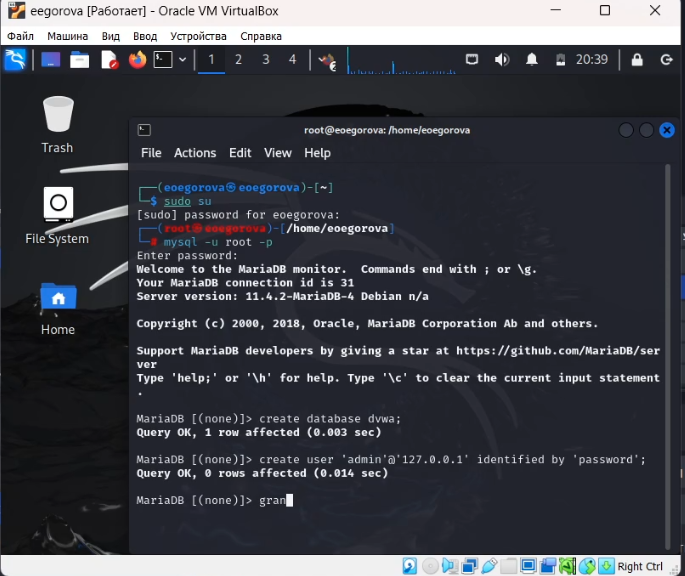 eegorova [Работает] - Oracle VM VirtualBox
Файл Машина Вид Ввод Устройства Справка
1 2 3 4 20:39
Trash
File System
Home
root@eoegorova: /home/eoegorova
File Actions Edit View Help
┌──(eoegorova㉿eoegorova)-[~]
└─$ sudo su
[sudo] password for eoegorova:
┌──(root㉿eoegorova)-[/home/eoegorova]
└─# mysql -u root -p
Enter password:
Welcome to the MariaDB monitor.  Commands end with ; or \g.
Your MariaDB connection id is 31
Server version: 11.4.2-MariaDB-4 Debian n/a
Copyright (c) 2000, 2018, Oracle, MariaDB Corporation Ab and others.
Support MariaDB developers by giving a star at https://github.com/MariaDB/ser
ver
Type 'help;' or '\h' for help. Type '\c' to clear the current input statement
.
MariaDB [(none)]> create database dvwa;
Query OK, 1 row affected (0.003 sec)
MariaDB [(none)]> create user 'admin'@'127.0.0.1' identified by 'password';
Query OK, 0 rows affected (0.014 sec)
MariaDB [(none)]> gran
Right Ctrl